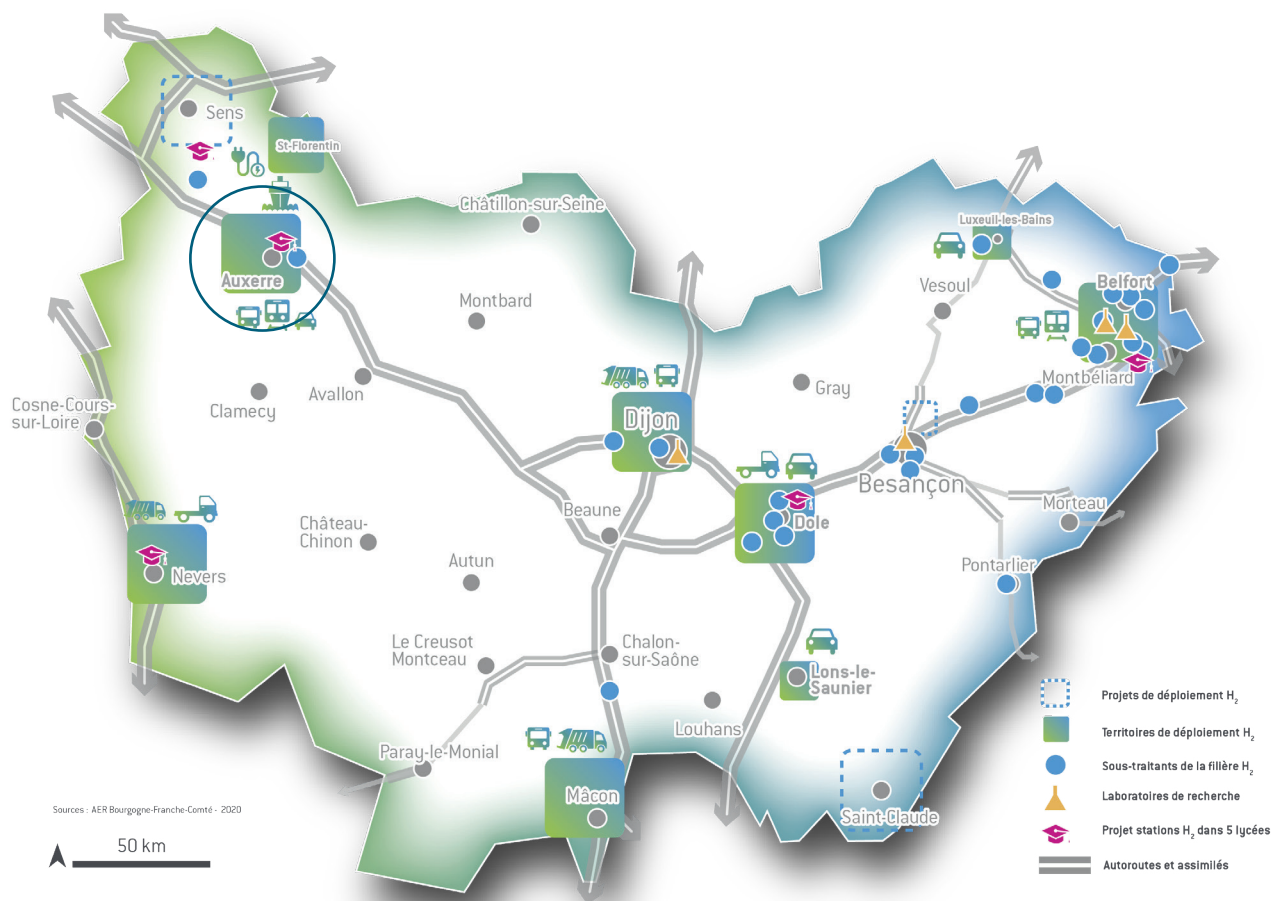 Sens
St-Florentin
Châtillon-sur-Seine
Luxeuil-les-Bains
Auxerre
Belfort
Vesoul
Montbard
Montbéliard
Avallon
Gray
Clamecy
Cosne-Cours-
sur-Loire
Dijon
Besançon
Morteau
Beaune
Dole
Château-
Chinon
Autun
Pontarlier
Nevers
Le Creusot
Montceau
Chalon-
sur-Saône
Lons-le-
Saunier
Louhans
Paray-le-Monial
Mâcon
Saint-Claude
Projets de déploiement H₂
Territoires de déploiement H₂
Sous-traitants de la filière H₂
Laboratoires de recherche
Projet stations H₂ dans 5 lycées
Autoroutes et assimilés
Sources : AER Bourgogne-Franche-Comté - 2020
50 km